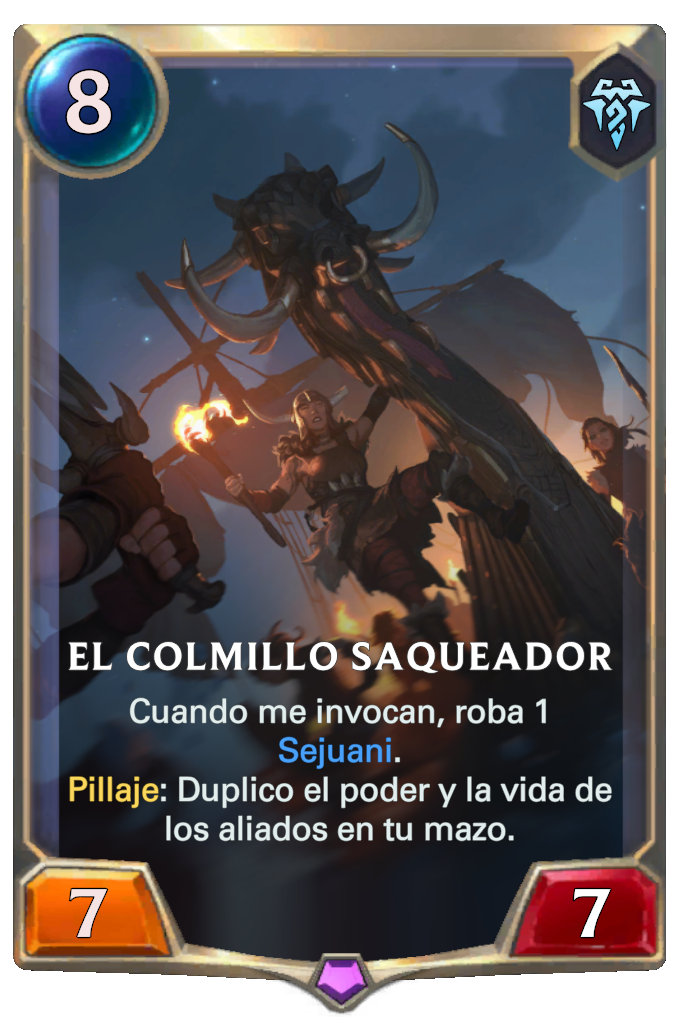 8
EL COLMILLO SAQUEADOR
Cuando me invocan, roba 1
Sejuani.
Pillaje: Duplico el poder y la vida de
los aliados en tu mazo.
7
7